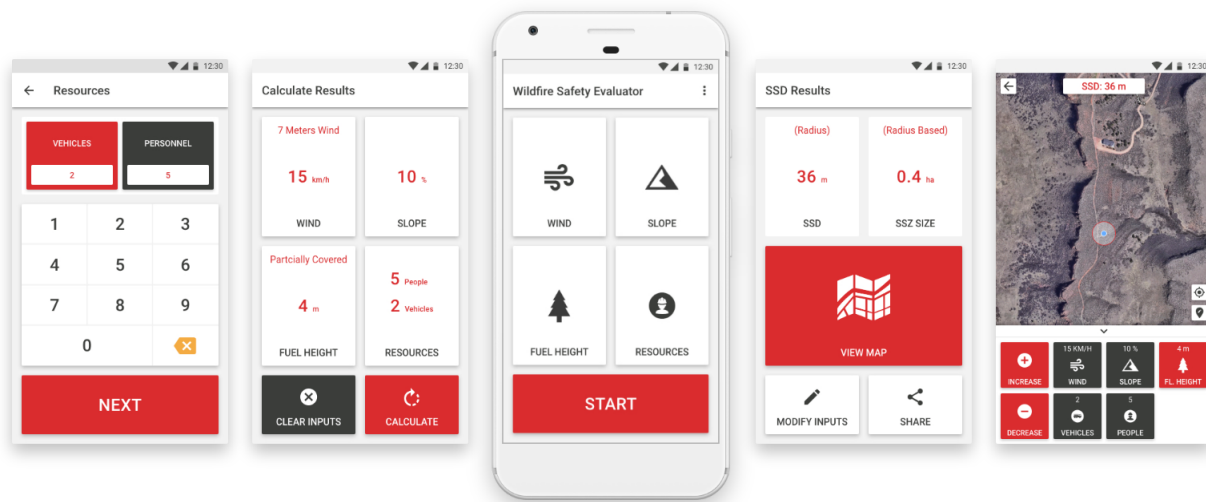 12:30
Resources
VEHICLES
2
PERSONNEL
5
1 2 3
4 5 6
7 8 9
0
NEXT
12:30
Calculate Results
7 Meters Wind
15 km/h
WIND
10 %
SLOPE
Partcially Covered
4 m
FUEL HEIGHT
5 People
2 Vehicles
RESOURCES
CLEAR INPUTS
CALCULATE
12:30
Wildfire Safety Evaluator
WIND
SLOPE
FUEL HEIGHT
RESOURCES
START
12:30
SSD Results
(Radius)
36 m
SSD
(Radius Based)
0.4 ha
SSZ SIZE
VIEW MAP
MODIFY INPUTS
SHARE
12:30
SSD: 36 m
INCREASE
15 KM/H
WIND
10 %
SLOPE
4 m
FL. HEIGHT
DECREASE
2
VEHICLES
5
PEOPLE